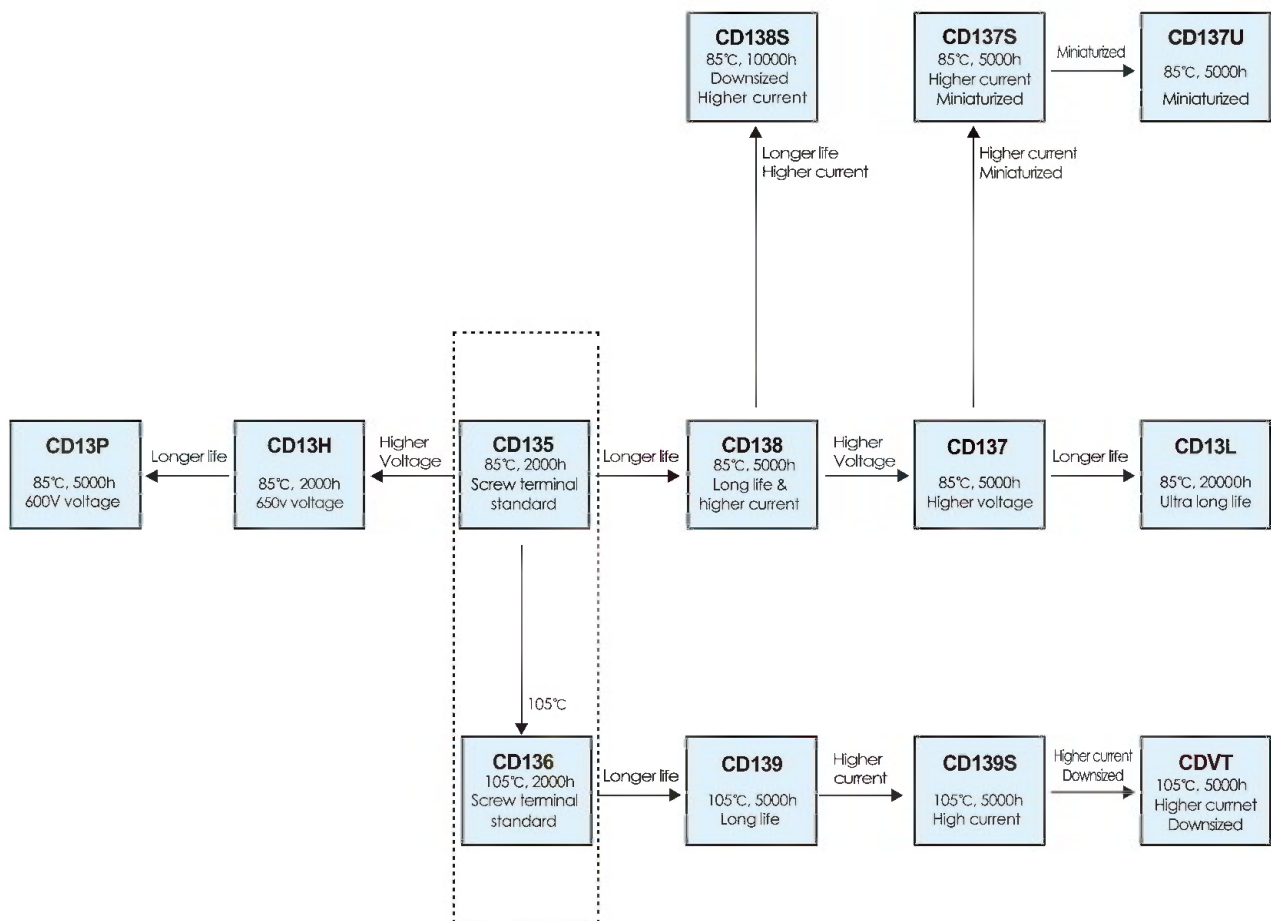 CD138S
85℃, 10000h
Downsized
Higher current
CD137S
85℃, 5000h
Higher current
Miniaturized
Miniaturized
CD137U
85℃, 5000h
Miniaturized
Longer life
Higher current
Higher current
Miniaturized
CD13P
85℃, 5000h
600V voltage
Longer life
CD13H
85℃, 2000h
650v voltage
Higher
Voltage
CD135
85℃, 2000h
Screw terminal
standard
Longer life
CD138
85℃, 5000h
Long life &
higher current
Higher
Voltage
CD137
85℃, 5000h
Higher voltage
Longer life
CD13L
85℃, 20000h
Ultra long life
105℃
CD136
105℃, 2000h
Screw terminal
standard
Longer life
CD139
105℃, 5000h
Long life
Higher
current
CD139S
105℃, 5000h
High current
Higher current
Downsized
CDVT
105℃, 5000h
Higher currnet
Downsized